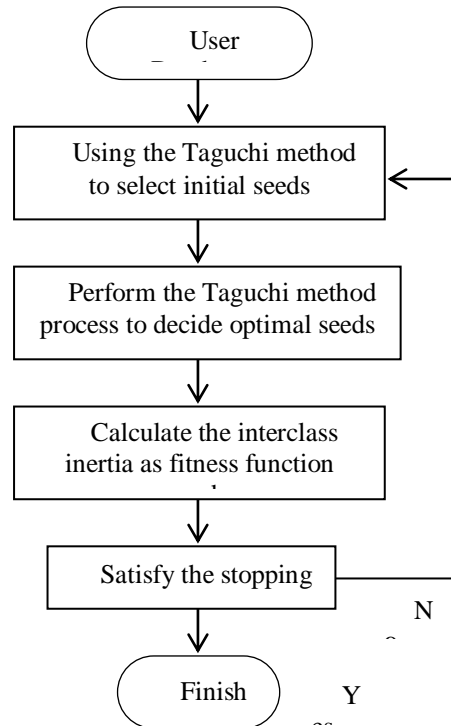 User
Using the Taguchi method
to select initial seeds
Perform the Taguchi method
process to decide optimal seeds
Calculate the interclass
inertia as fitness function
Satisfy the stopping
N
Finish
Y